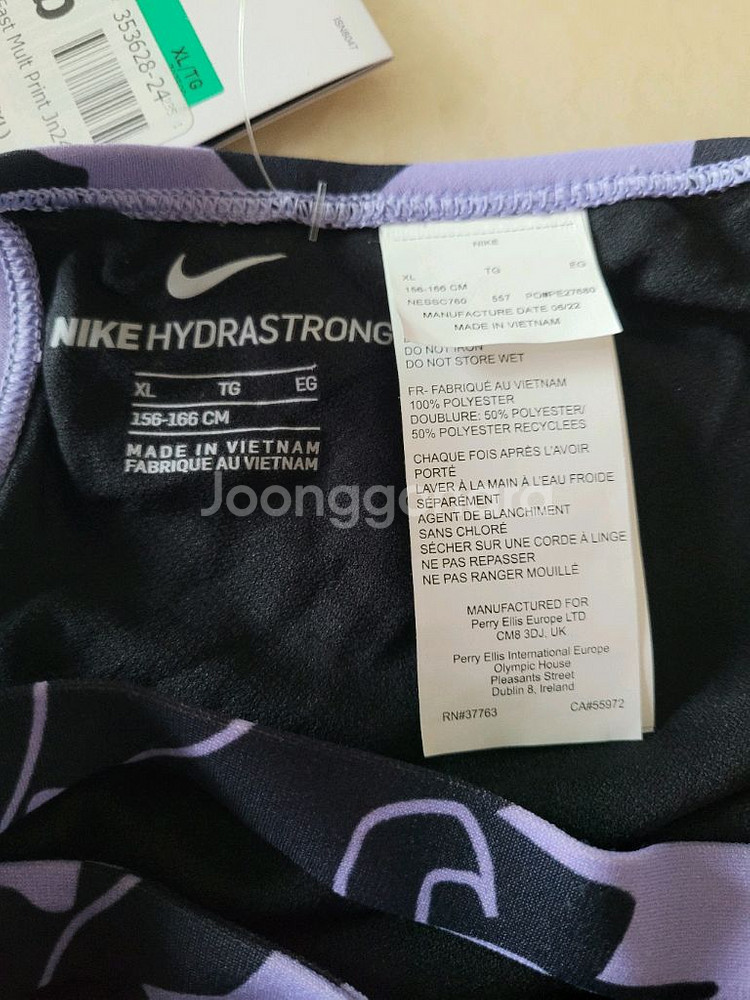 353628-24
XL/TG
Fast Mult Print Jn24
ISN8047
NIKE
XL TG EG
156-166 CM
NESSC760 557 PO#PE27680
MANUFACTURE DATE 06/22
MADE IN VIETNAM
DO NOT IRON
DO NOT STORE WET
FR- FABRIQUÉ AU VIETNAM
100% POLYESTER
DOUBLURE: 50% POLYESTER/
50% POLYESTER RECYCLEES
CHAQUE FOIS APRÈS L'AVOIR
PORTÉ
LAVER À LA MAIN À L'EAU FROIDE
SÉPARÉMENT
AGENT DE BLANCHIMENT
SANS CHLORÉ
SÉCHER SUR UNE CORDE À LINGE
NE PAS REPASSER
NE PAS RANGER MOUILLÉ
MANUFACTURED FOR
Perry Ellis Europe LTD
CM8 3DJ, UK
Perry Ellis International Europe
Olympic House
Pleasants Street
Dublin 8, Ireland
RN#37763 CA#55972
NIKE HYDRASTRONG
XL TG EG
156-166 CM
MADE IN VIETNAM
FABRIQUE AU VIETNAM